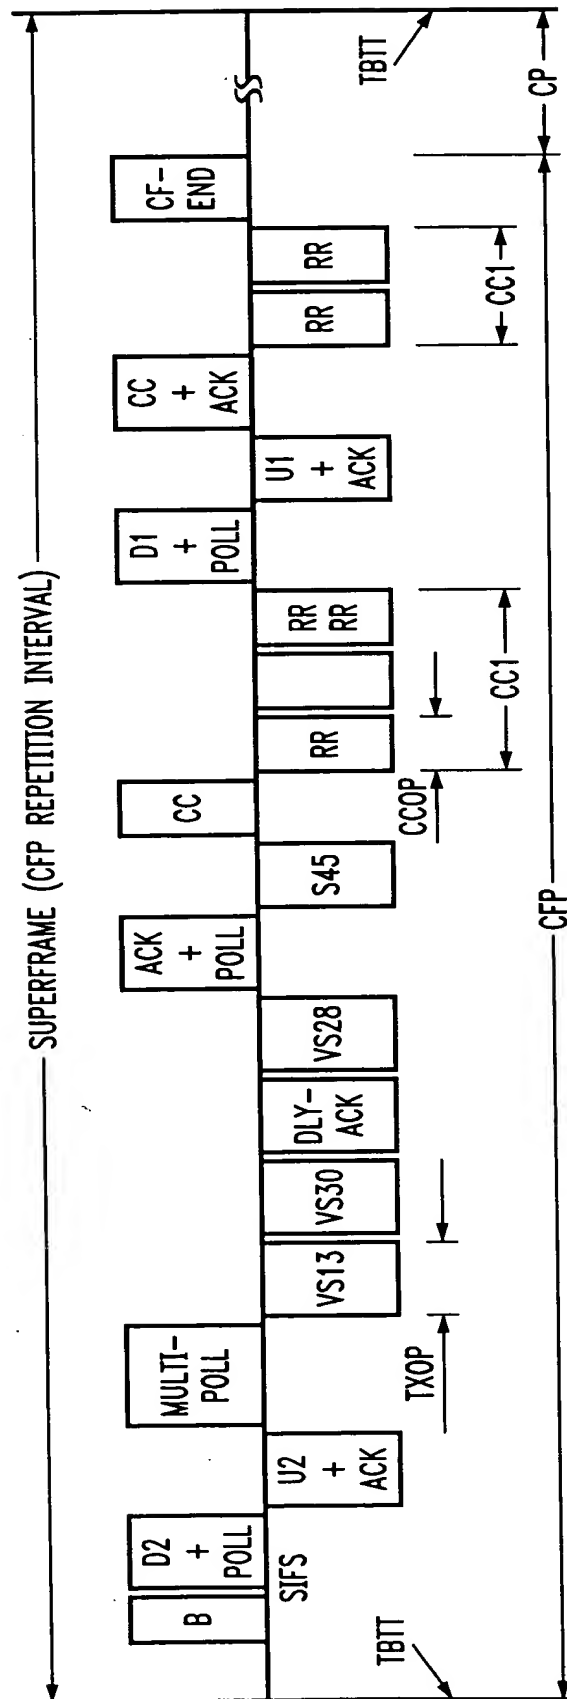 SUPERFRAME (CFP REPETITION INTERVAL)
B
D2
+
POLL
SIFS
U2
+
ACK
MULTI-
POLL
VS13
VS30
DLY-
ACK
VS28
ACK
+
POLL
S45
CC
RR
RR
RR
D1
+
POLL
U1
+
ACK
CC
+
ACK
RR
RR
CF-
END
TBTT
TXOP
CCOP
CC1
CC1
TBTT
CFP
CP